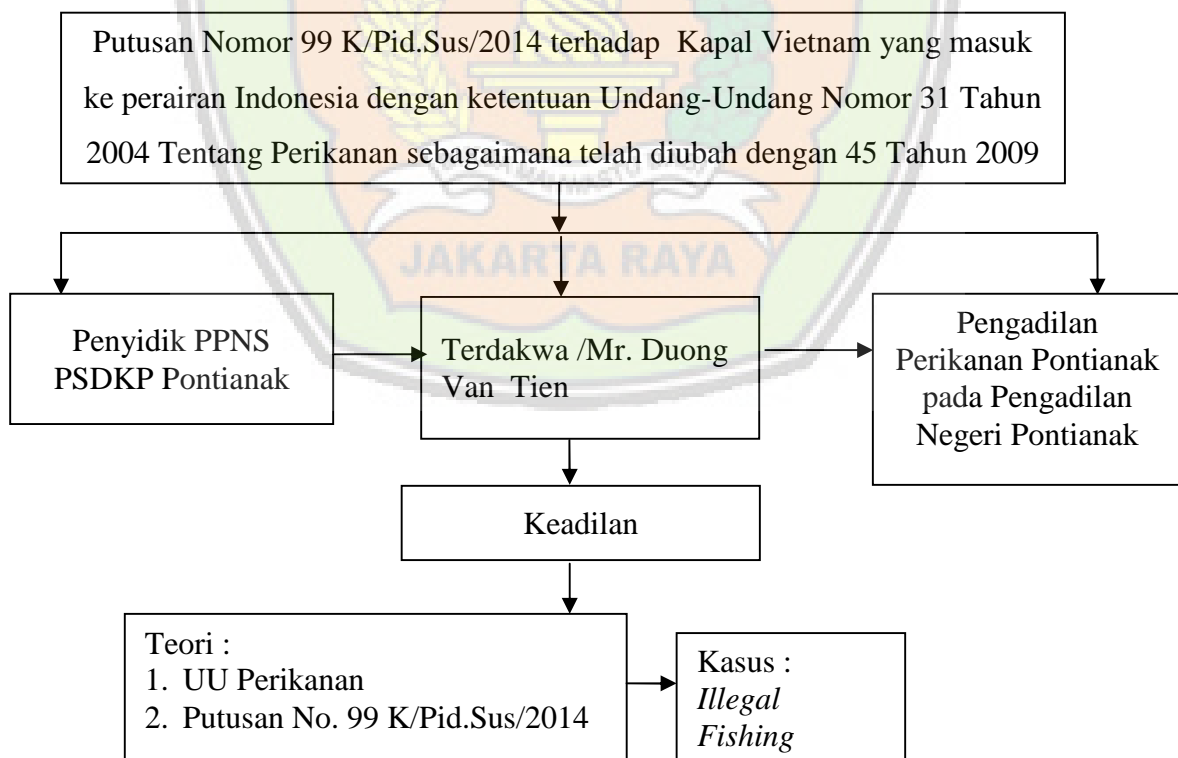 Putusan Nomor 99 K/Pid.Sus/2014 terhadap Kapal Vietnam yang masuk
ke perairan Indonesia dengan ketentuan Undang-Undang Nomor 31 Tahun
2004 Tentang Perikanan sebagaimana telah diubah dengan 45 Tahun 2009
JAKARTA RAYA
Penyidik PPNS
PSDKP Pontianak
Terdakwa /Mr. Duong
Van Tien
Pengadilan
Perikanan Pontianak
pada Pengadilan
Negeri Pontianak
Keadilan
Teori :
1. UU Perikanan
2. Putusan No. 99 K/Pid.Sus/2014
Kasus :
Illegal
Fishing